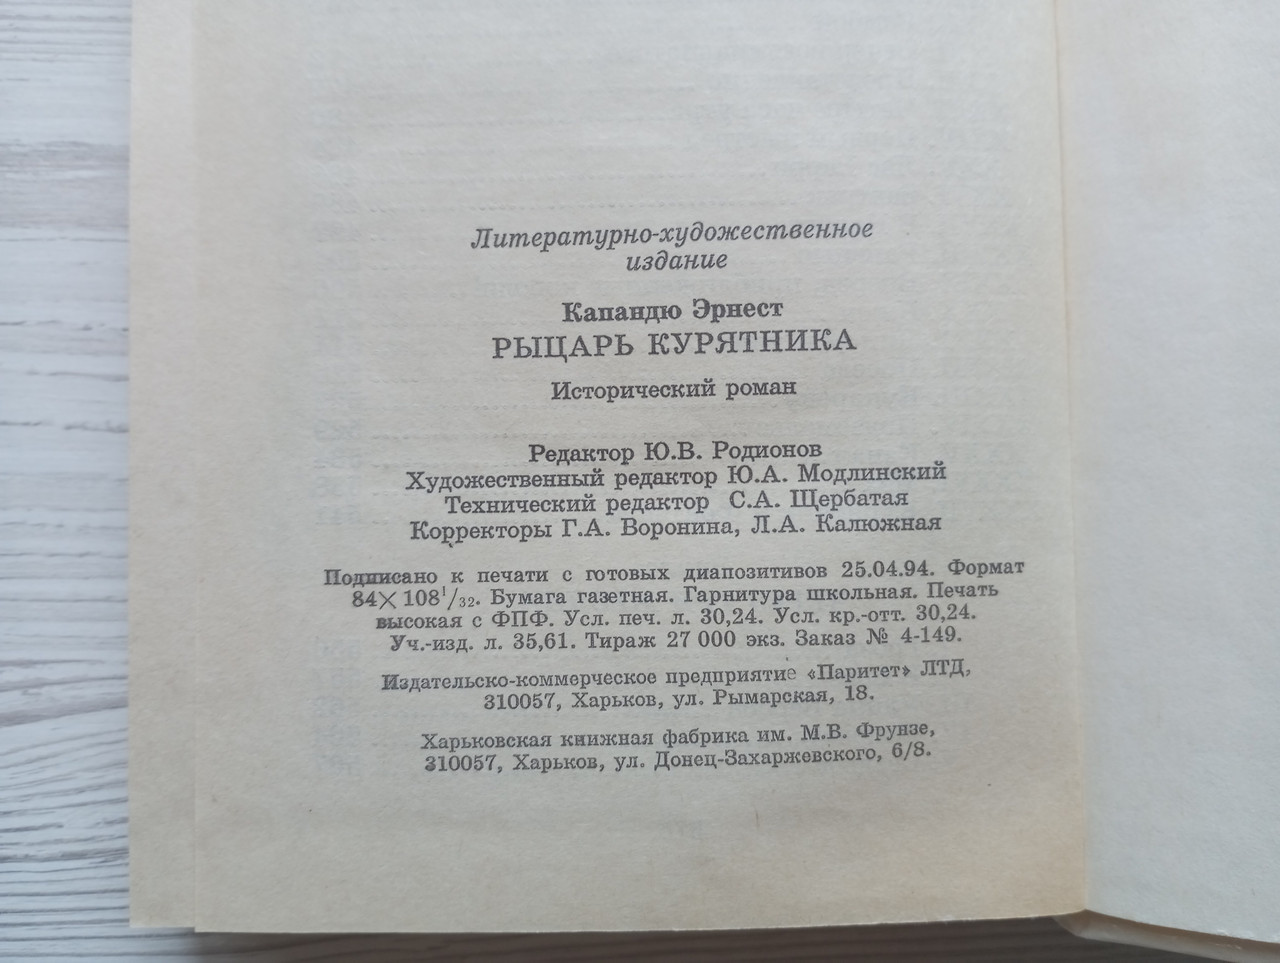 Литературно-художественное
издание
Капандю Эрнест
РЫЦАРЬ КУРЯТНИКА
Исторический роман
Редактор Ю.В. Родионов
Художественный редактор Ю.А. Модлинский
Технический редактор С.А. Щербатая
Корректоры Г.А. Воронина, Л.А. Калюжная
Подписано к печати с готовых диапозитивов 25.04.94. Формат
84×108¹/₃₂. Бумага газетная. Гарнитура школьная. Печать
высокая с ФПФ. Усл. печ. л. 30,24. Усл. кр.-отт. 30,24.
Уч.-изд. л. 35,61. Тираж 27 000 экз. Заказ № 4-149.
Издательско-коммерческое предприятие «Паритет» ЛТД,
310057, Харьков, ул. Рымарская, 18.
Харьковская книжная фабрика им. М.В. Фрунзе,
310057, Харьков, ул. Донец-Захаржевского, 6/8.